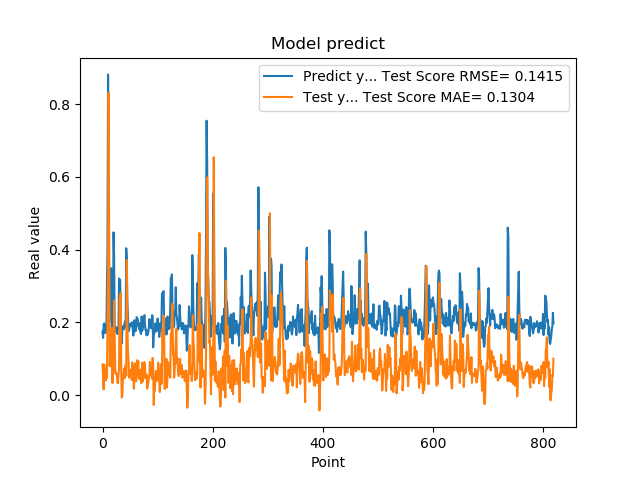 Model predict
Predict y... Test Score RMSE= 0.1415
Test y... Test Score MAE= 0.1304
Real value
0.8
0.6
0.4
0.2
0.0
0
200
400
600
800
Point